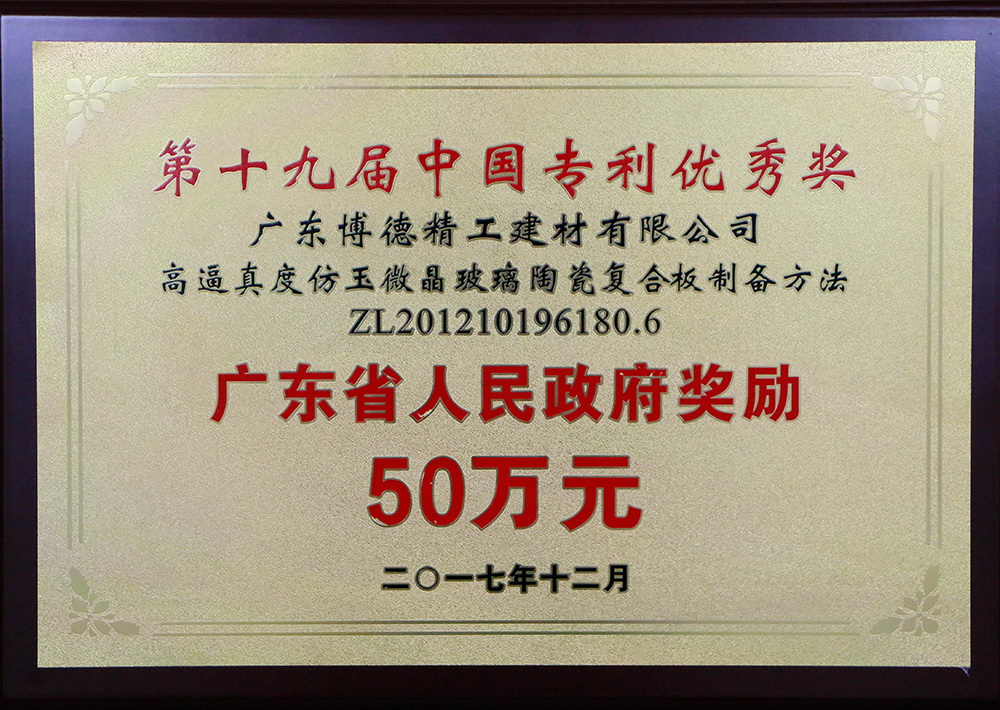 第十九届中国专利优秀奖
广东博德精工建材有限公司
高逼真度仿玉微晶玻璃陶瓷复合板制备方法
ZL201210196180.6
广东省人民政府奖励
50万元
二〇一七年十二月